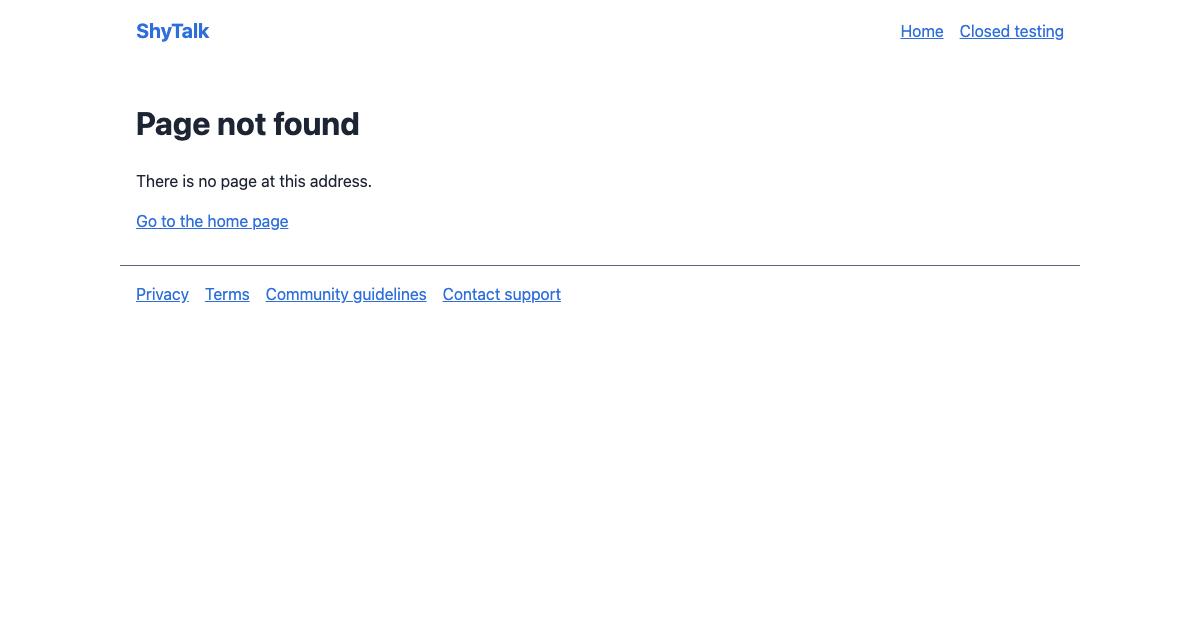 ShyTalk Home Closed testing
Page not found
There is no page at this address.
Go to the home page
Privacy Terms Community guidelines Contact support